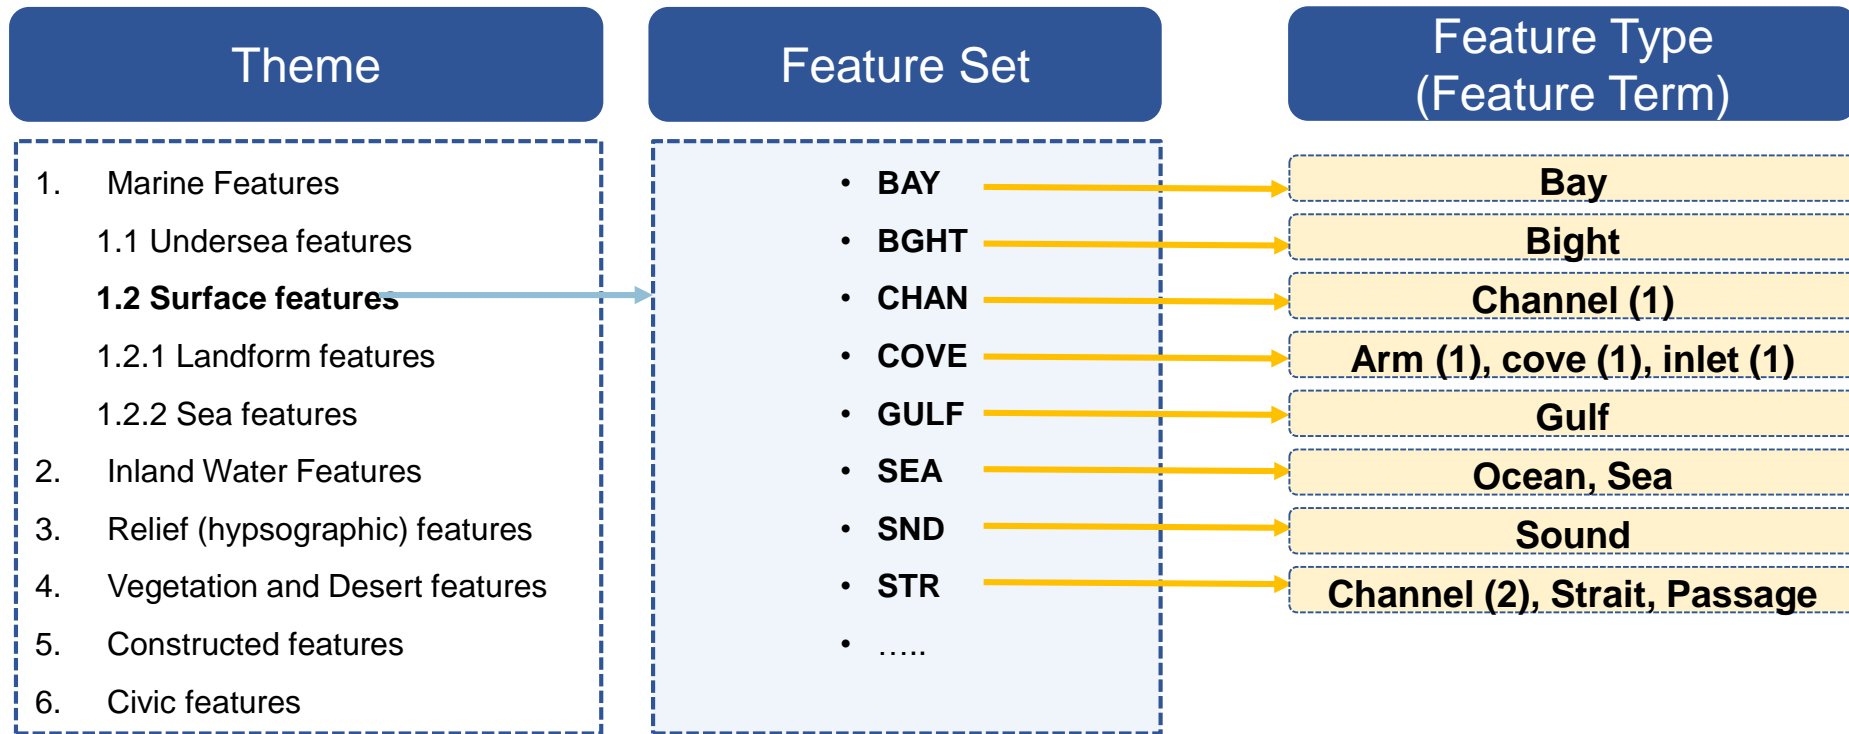 Theme
Feature Set
Feature Type
(Feature Term)
1. Marine Features
1.1 Undersea features
1.2 Surface features
1.2.1 Landform features
1.2.2 Sea features
2. Inland Water Features
3. Relief (hypsographic) features
4. Vegetation and Desert features
5. Constructed features
6. Civic features
• BAY
• BGHT
• CHAN
• COVE
• GULF
• SEA
• SND
• STR
• …..
Bay
Bight
Channel (1)
Arm (1), cove (1), inlet (1)
Gulf
Ocean, Sea
Sound
Channel (2), Strait, Passage